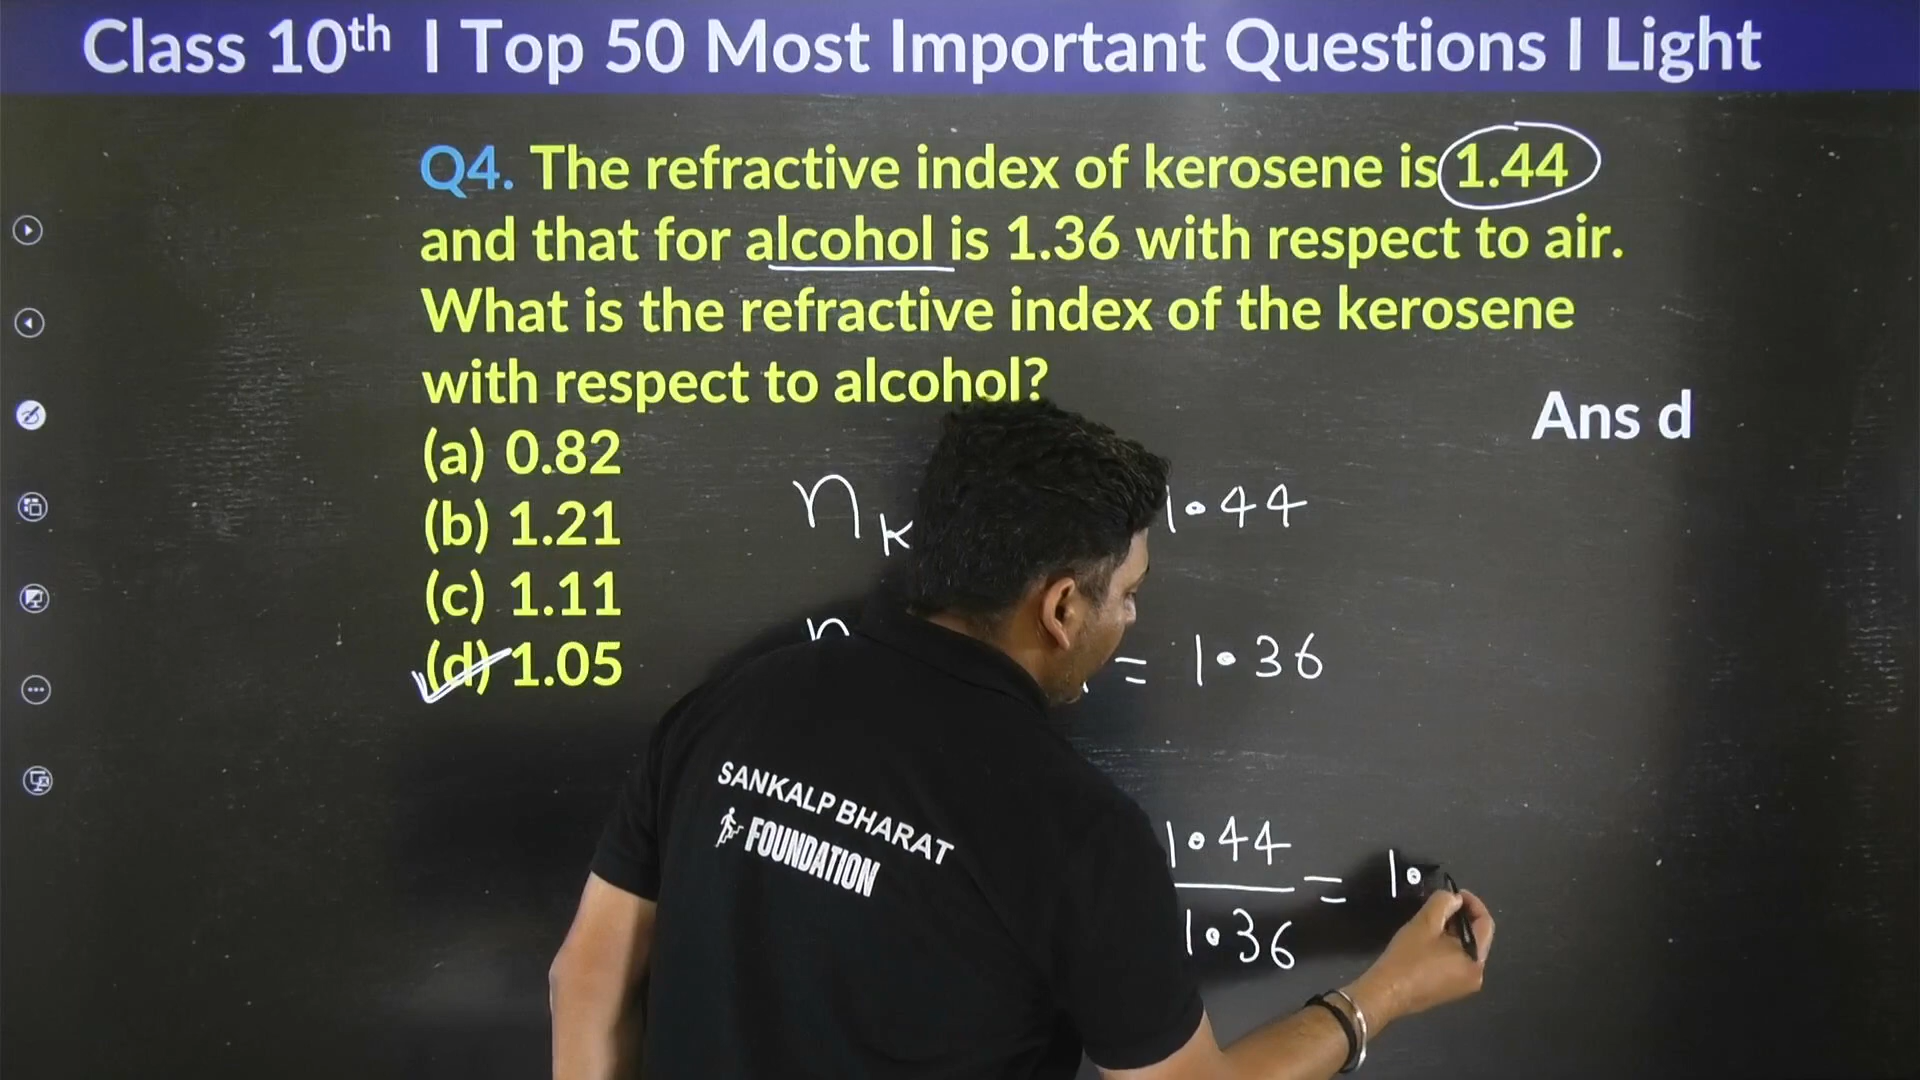 Class 10th I Top 50 Most Important Questions I Light
Q4. The refractive index of kerosene is 1.44
and that for alcohol is 1.36 with respect to air.
What is the refractive index of the kerosene
with respect to alcohol?
Ans d
(a) 0.82
(b) 1.21
(c) 1.11
(d) 1.05
n K 1.44
n = 1.36
1.44
= 1.
1.36
SANKALP BHARAT
FOUNDATION